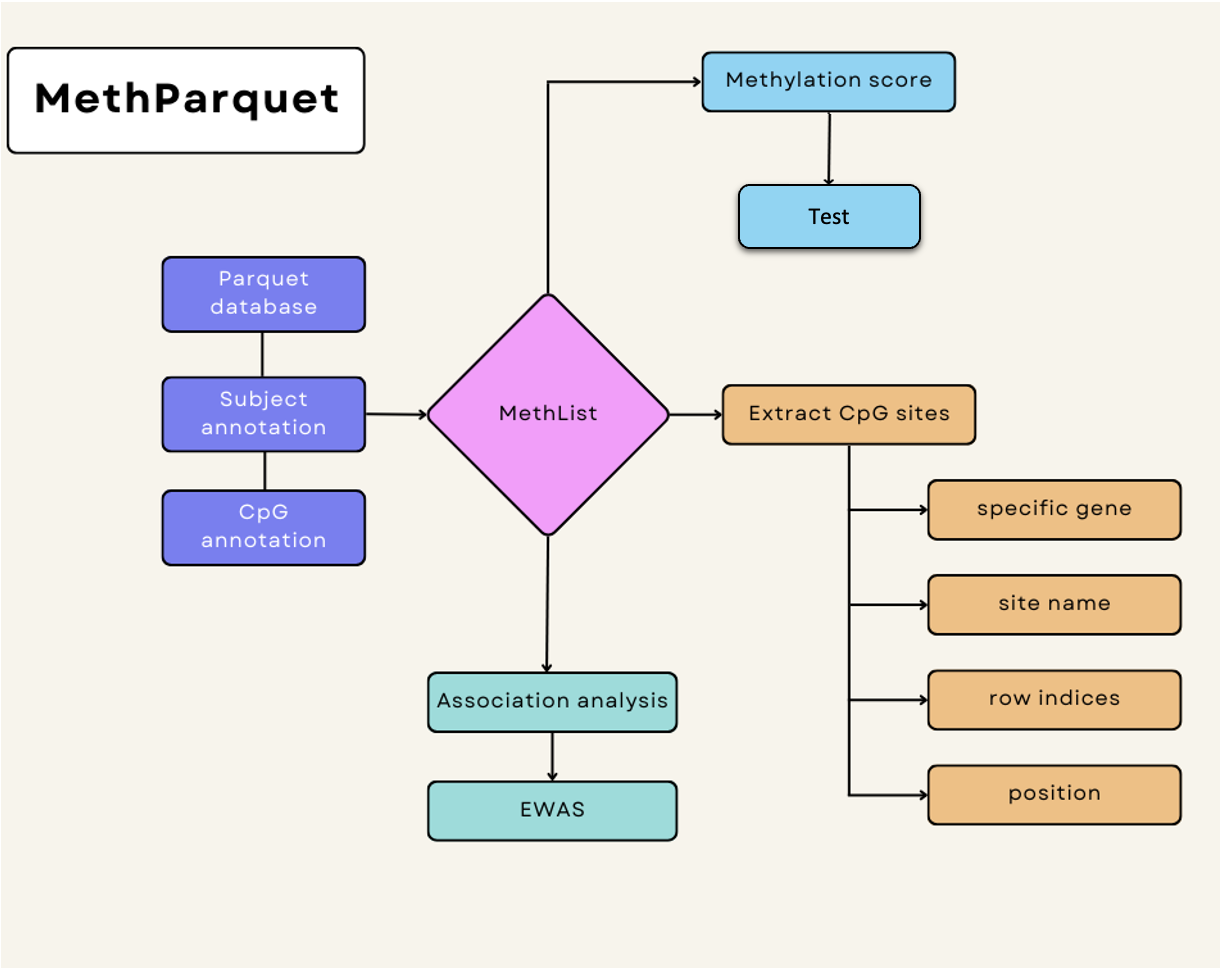 MethParquet
Methylation score
Test
Parquet
database
Subject
annotation
CpG
annotation
MethList
Extract CpG sites
specific gene
site name
row indices
position
Association analysis
EWAS